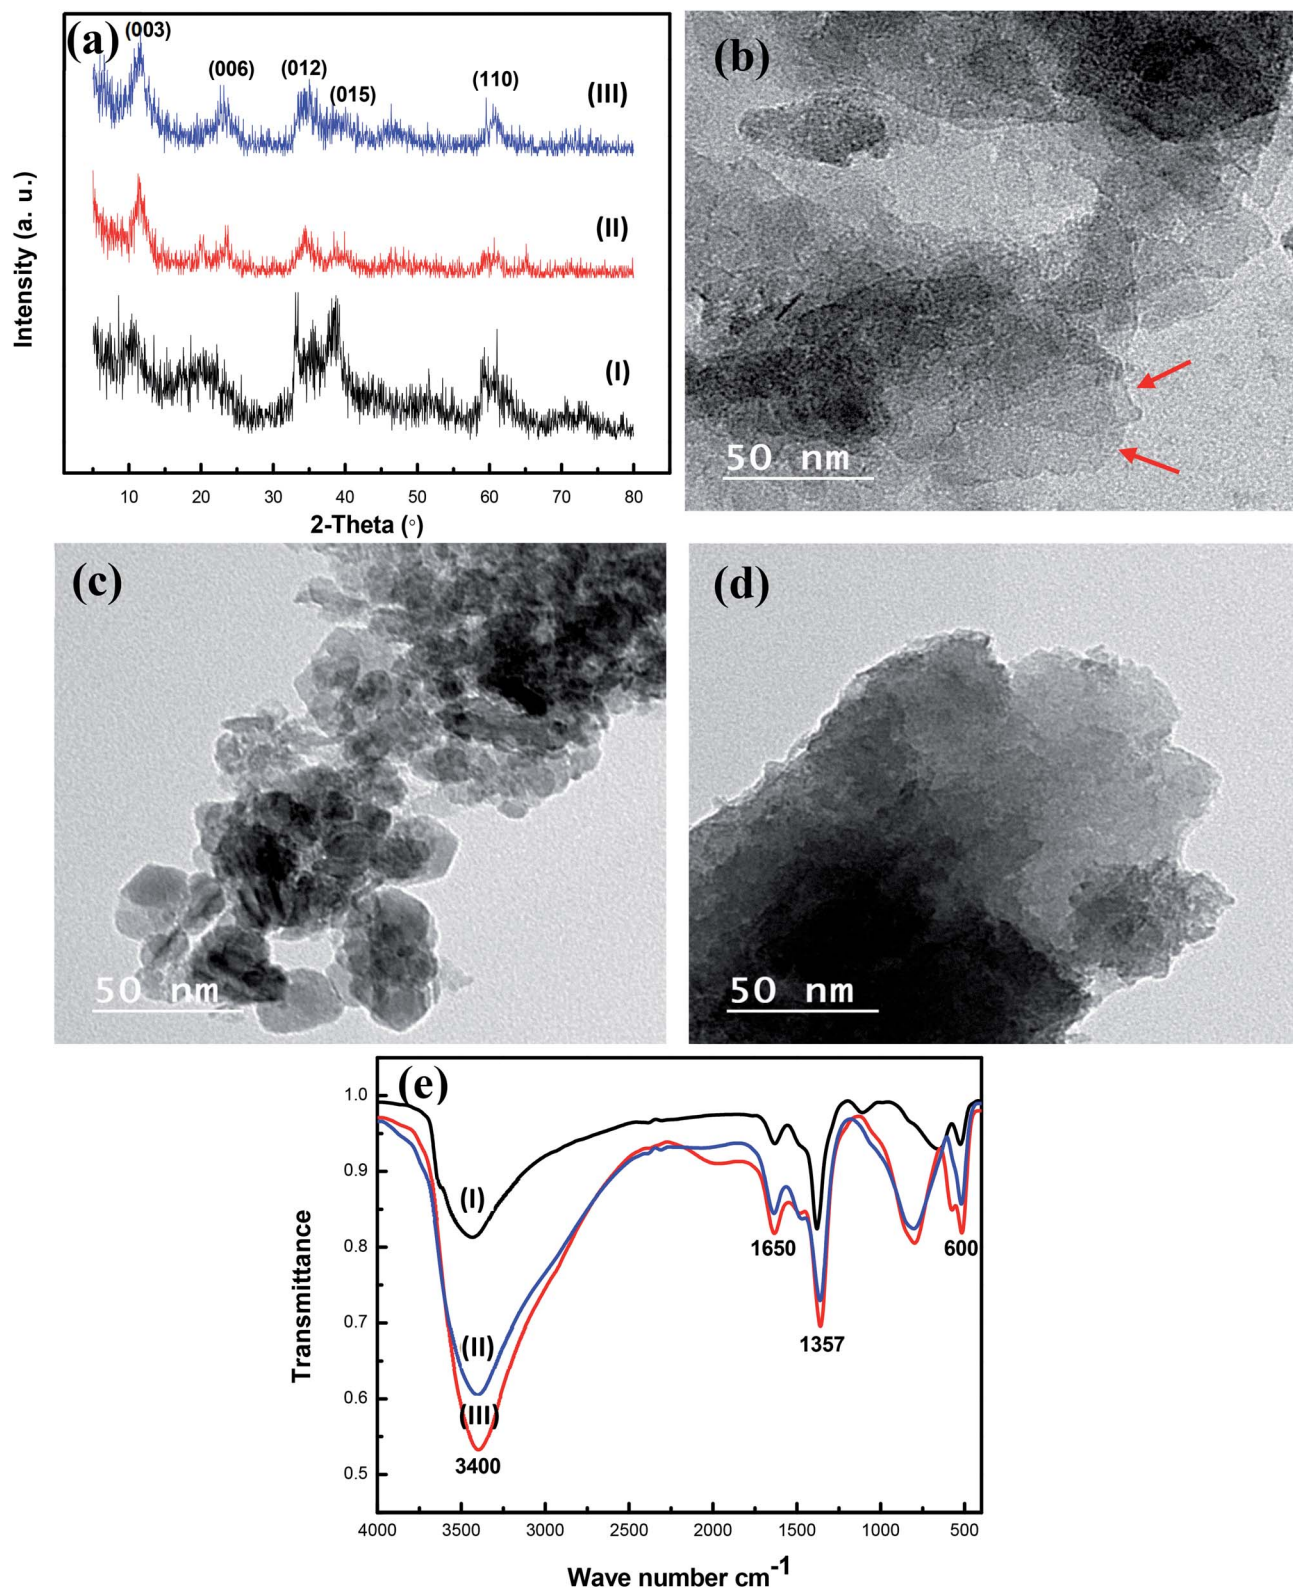 (a)
(003)
(006)
(012)
(015)
(110)
(III)
(II)
(I)
Intensity (a. u.)
10 20 30 40 50 60 70 80
2-Theta (°)
(b)
50 nm
(c)
50 nm
(d)
50 nm
(e)
1.0
0.9
0.8
0.7
0.6
0.5
Transmittance
(I)
(II)
(III)
3400
1650
1357
600
4000 3500 3000 2500 2000 1500 1000 500
Wave number cm-1